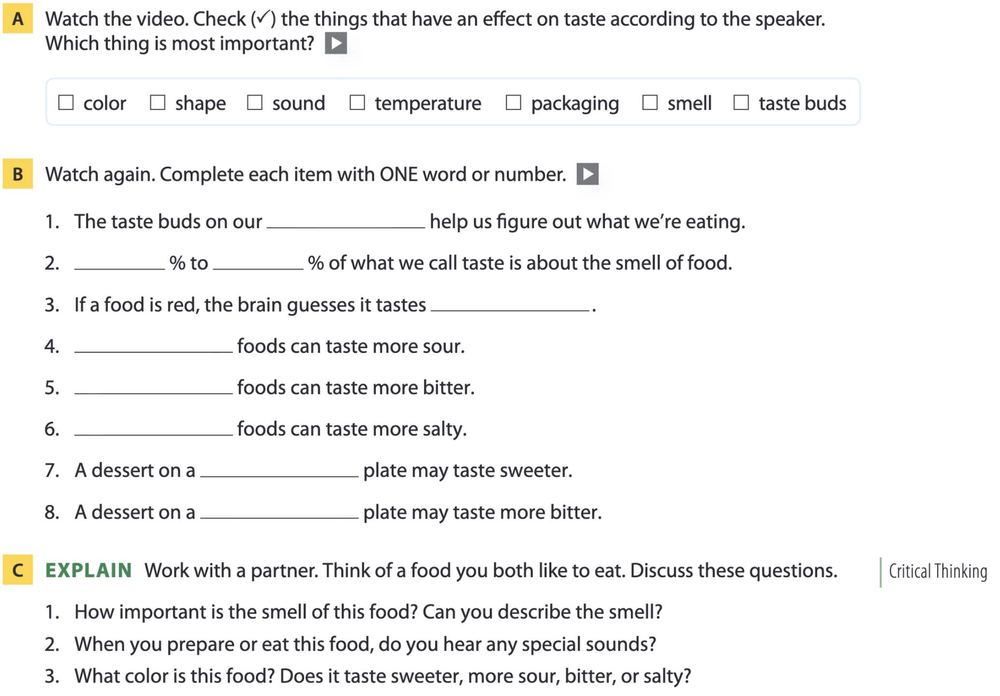 A Watch the video. Check (✓) the things that have an effect on taste according to the speaker.
Which thing is most important?
☐ color ☐ shape ☐ sound ☐ temperature ☐ packaging ☐ smell ☐ taste buds
B Watch again. Complete each item with ONE word or number.
1. The taste buds on our ________ help us figure out what we’re eating.
2. ________ % to ________ % of what we call taste is about the smell of food.
3. If a food is red, the brain guesses it tastes ________.
4. ________ foods can taste more sour.
5. ________ foods can taste more bitter.
6. ________ foods can taste more salty.
7. A dessert on a ________ plate may taste sweeter.
8. A dessert on a ________ plate may taste more bitter.
C EXPLAIN Work with a partner. Think of a food you both like to eat. Discuss these questions.
Critical Thinking
1. How important is the smell of this food? Can you describe the smell?
2. When you prepare or eat this food, do you hear any special sounds?
3. What color is this food? Does it taste sweeter, more sour, bitter, or salty?